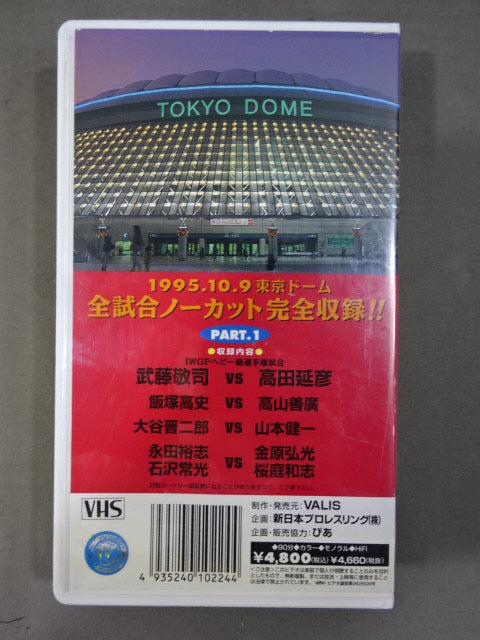 TOKYO DOME
1995.10.9 東京ドーム
全試合ノーカット完全収録!!
PART.1
●収録内容●
IWGPヘビー級選手権試合
武藤敬司 VS 高田延彦
飯塚高史 VS 高山善廣
大谷晋二郎 VS 山本健一
永田裕志 石沢常光 VS 金原弘光 桜庭和志
VHS
制作・発売元:VALIS
企画:新日本プロレスリング(株)
企画・販売協力:ぴあ
◆90分◆カラー◆モノラル◆HiFi
¥4,800(税込) ¥4,660(税抜)
4 935240 102244